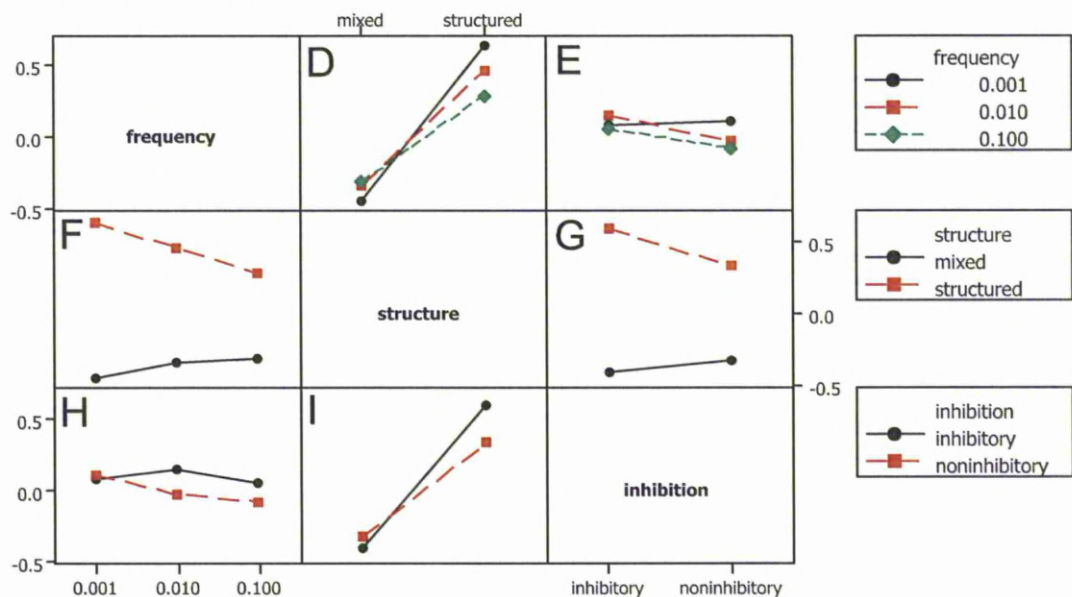 mixed structured
D E frequency
0.5 0.001
0.010
frequency 0.100
0.0
-0.5
F G structure
0.5
mixed
structured
structure
0.0
-0.5
H I inhibition
0.5 inhibitory
noninhibitory
0.0 inhibition
-0.5
0.001 0.010 0.100 inhibitory noninhibitory